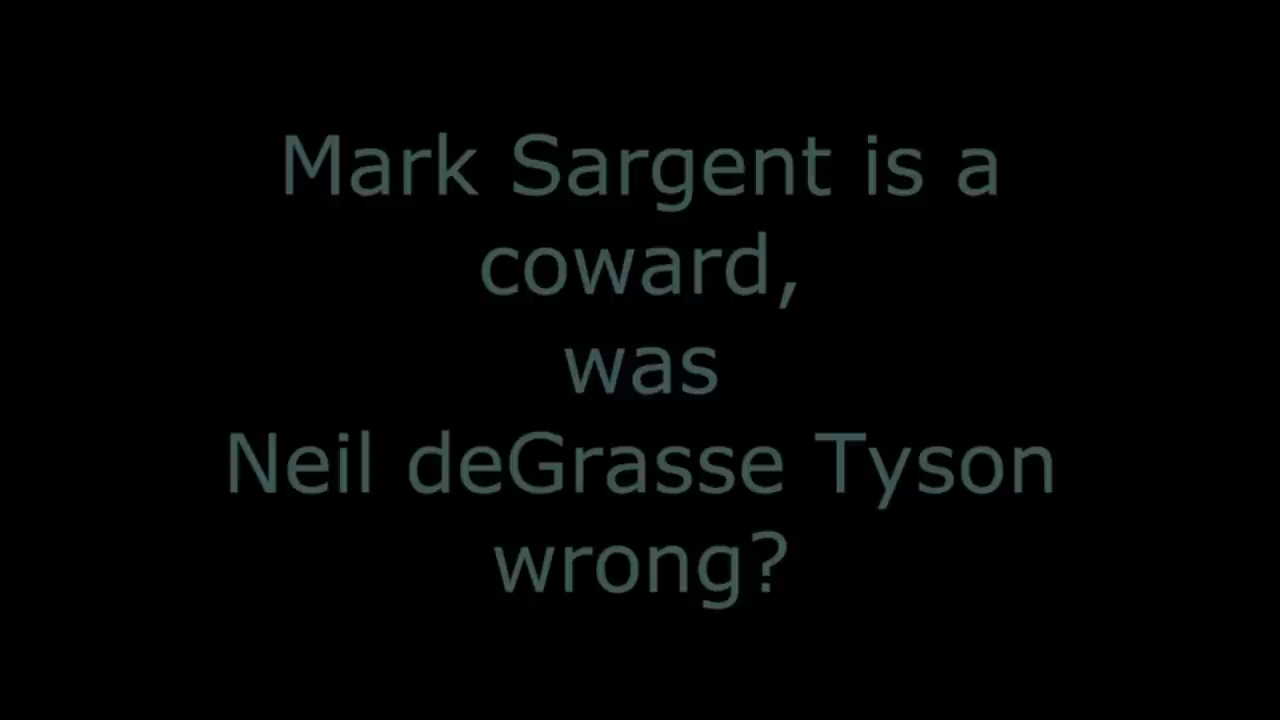 Mark Sargent is a
coward,
was
Neil deGrasse Tyson
wrong?